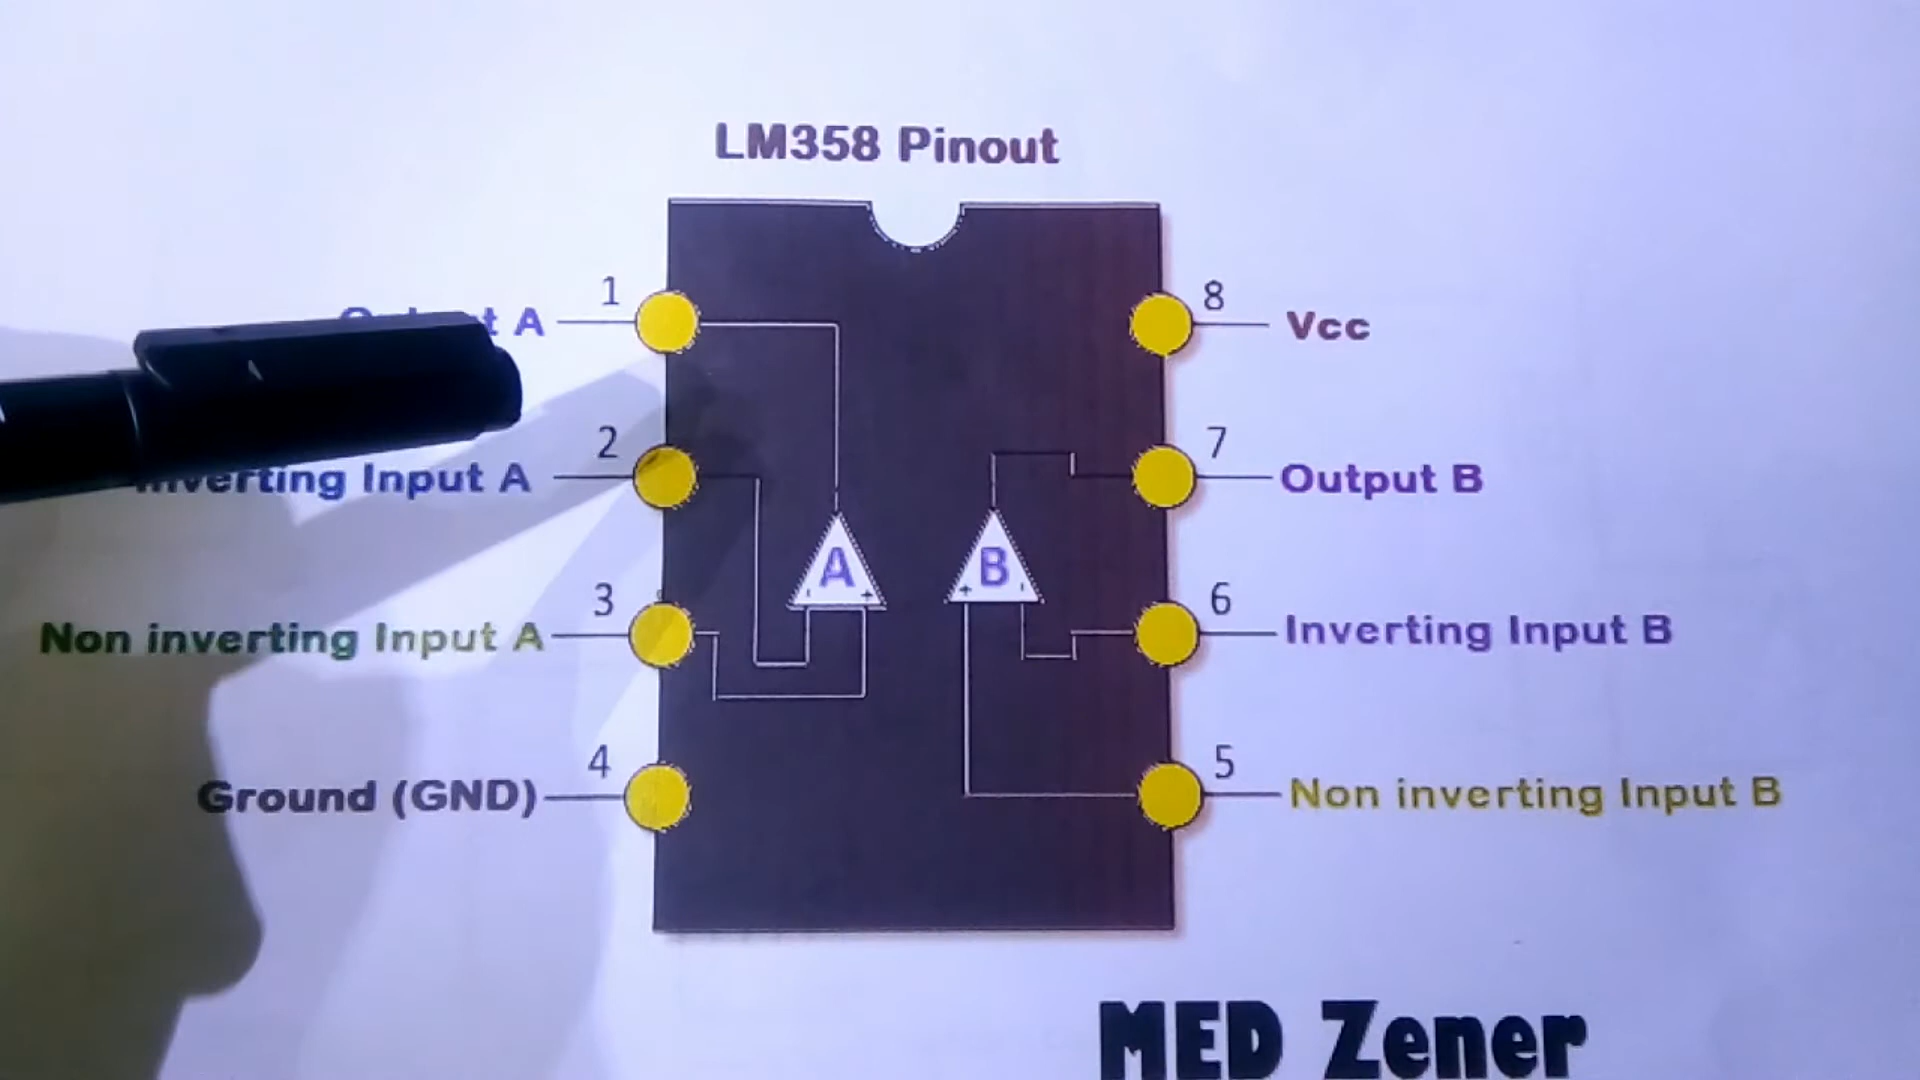 LM358 Pinout
1
8
A
Vcc
2
7
Inverting Input A
Output B
A
B
- +
+ -
3
6
Non inverting Input A
Inverting Input B
4
5
Ground (GND)
Non inverting Input B
MED Zener